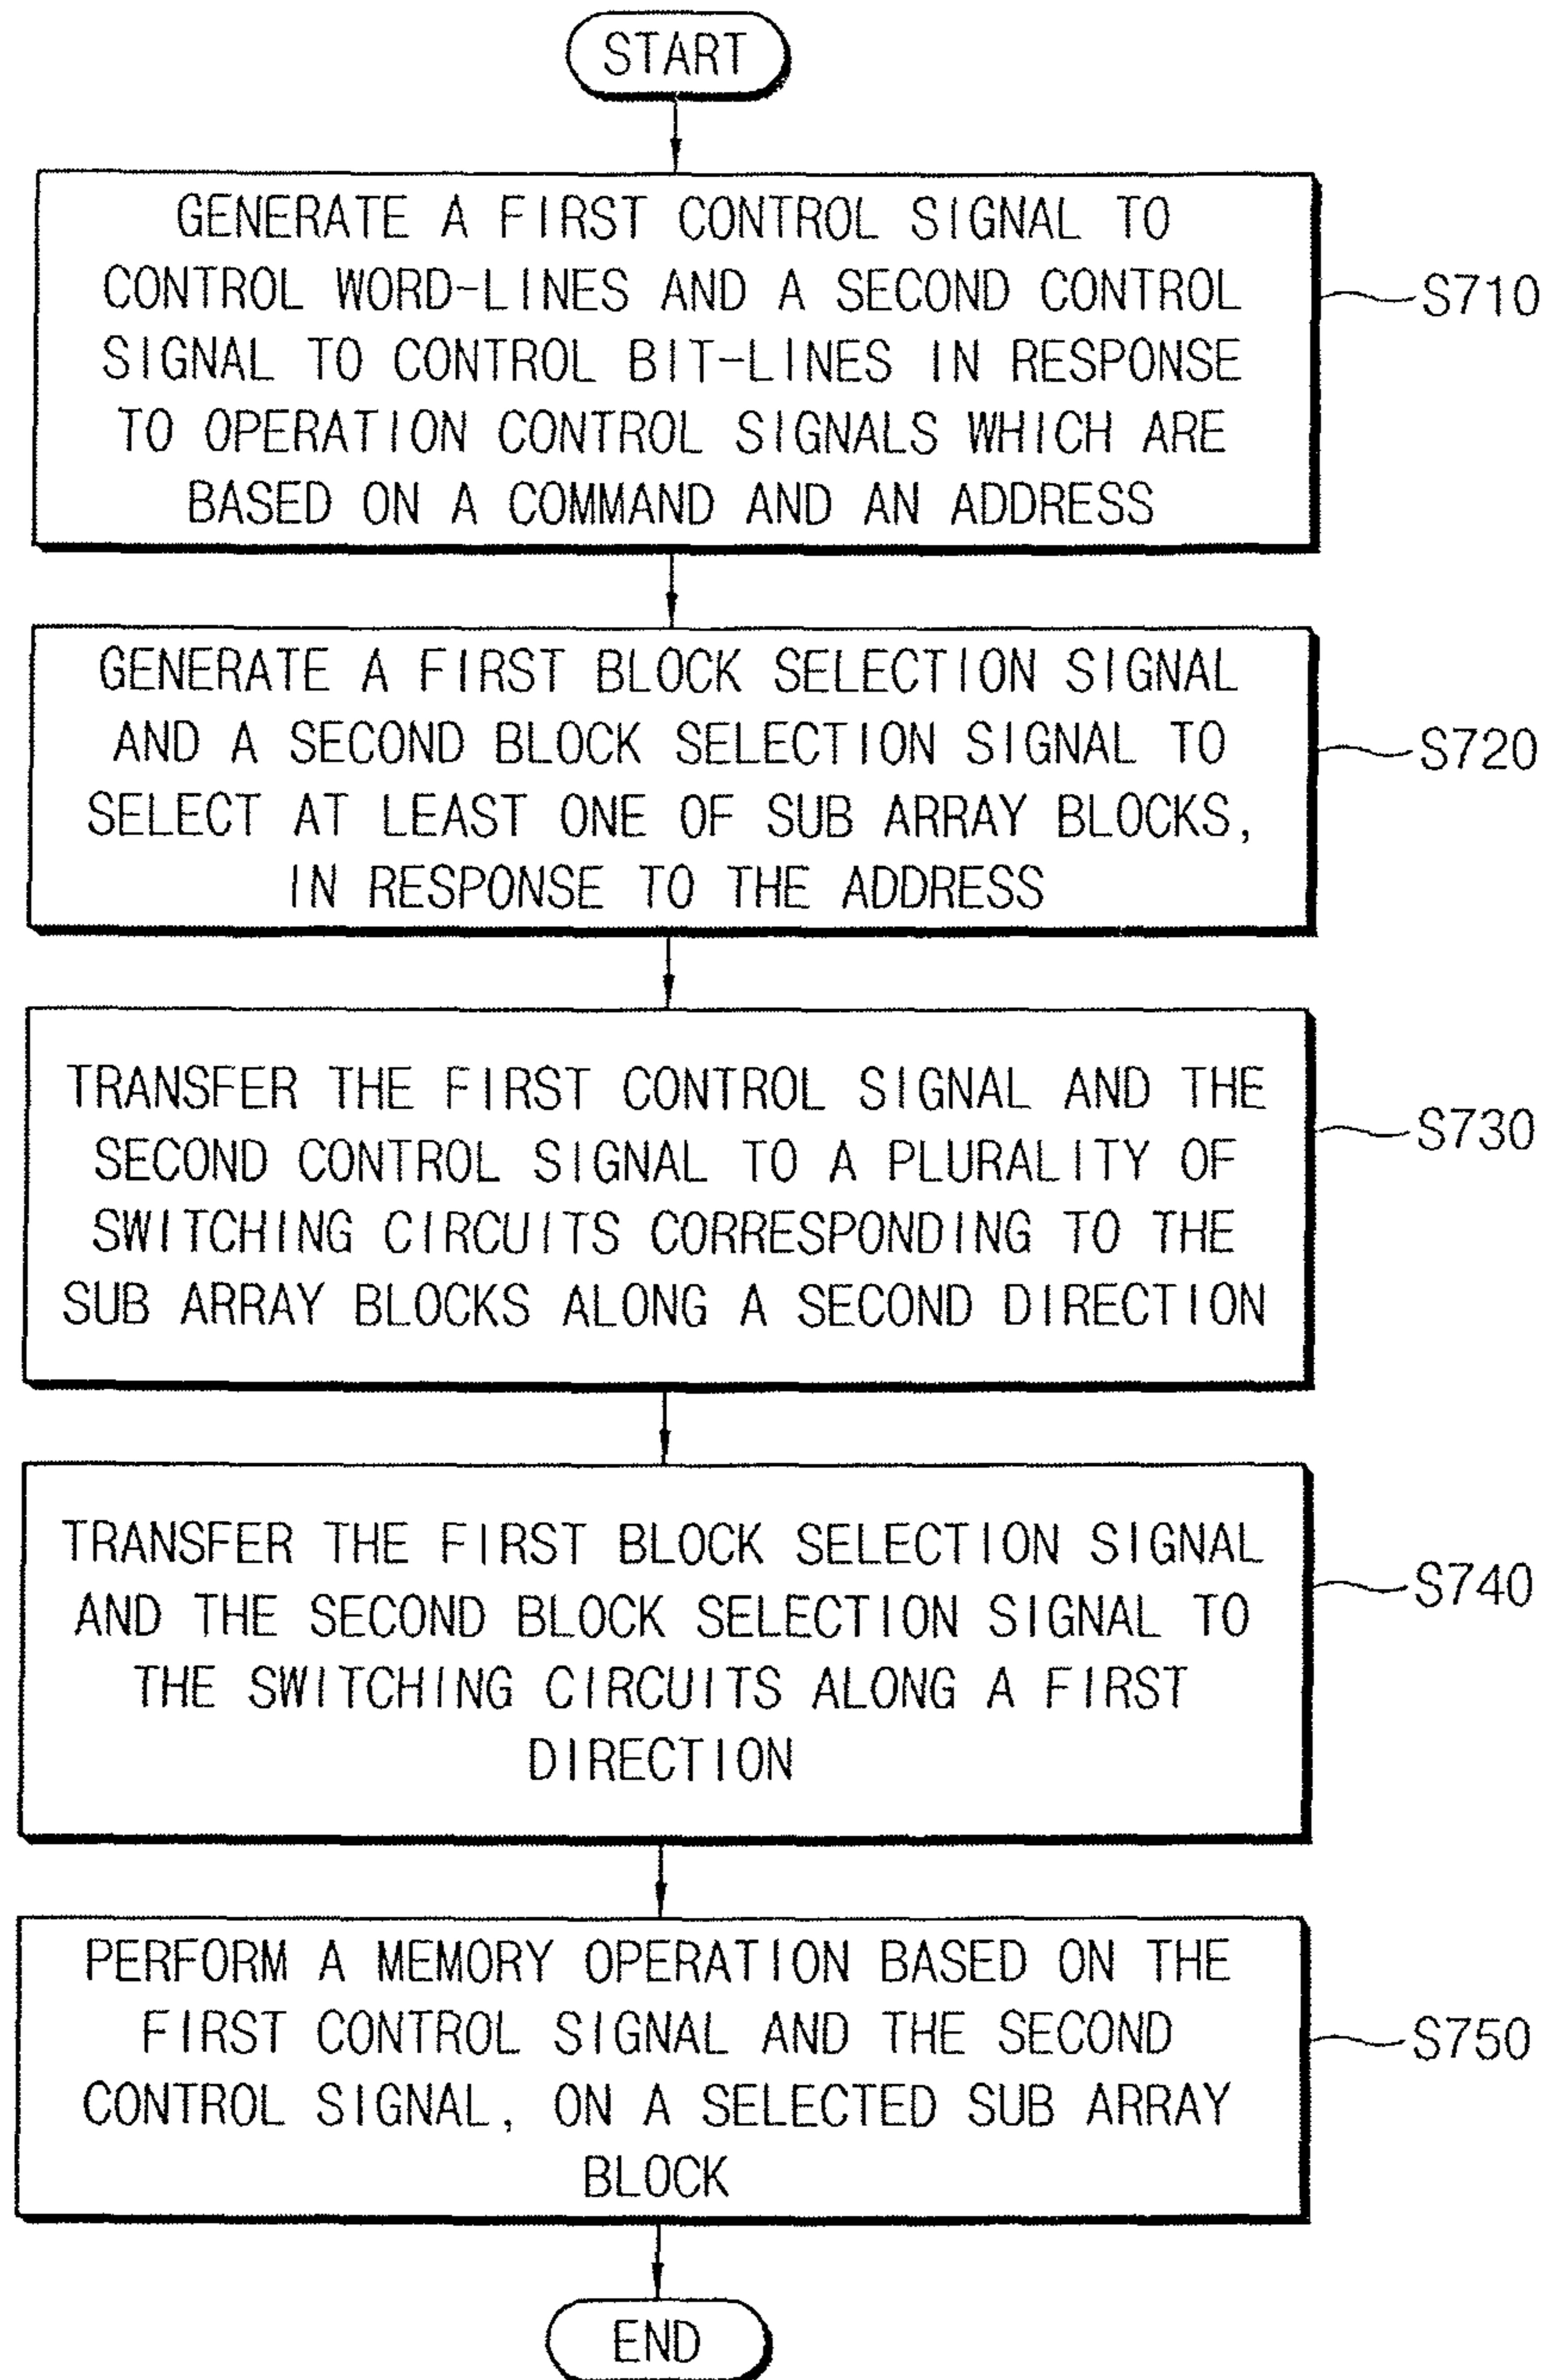 START
GENERATE A FIRST CONTROL SIGNAL TO
CONTROL WORD-LINES AND A SECOND CONTROL
SIGNAL TO CONTROL BIT-LINES IN RESPONSE
TO OPERATION CONTROL SIGNALS WHICH ARE
BASED ON A COMMAND AND AN ADDRESS
S710
GENERATE A FIRST BLOCK SELECTION SIGNAL
AND A SECOND BLOCK SELECTION SIGNAL TO
SELECT AT LEAST ONE OF SUB ARRAY BLOCKS,
IN RESPONSE TO THE ADDRESS
S720
TRANSFER THE FIRST CONTROL SIGNAL AND THE
SECOND CONTROL SIGNAL TO A PLURALITY OF
SWITCHING CIRCUITS CORRESPONDING TO THE
SUB ARRAY BLOCKS ALONG A SECOND DIRECTION
S730
TRANSFER THE FIRST BLOCK SELECTION SIGNAL
AND THE SECOND BLOCK SELECTION SIGNAL TO
THE SWITCHING CIRCUITS ALONG A FIRST
DIRECTION
S740
PERFORM A MEMORY OPERATION BASED ON THE
FIRST CONTROL SIGNAL AND THE SECOND
CONTROL SIGNAL, ON A SELECTED SUB ARRAY
BLOCK
S750
END